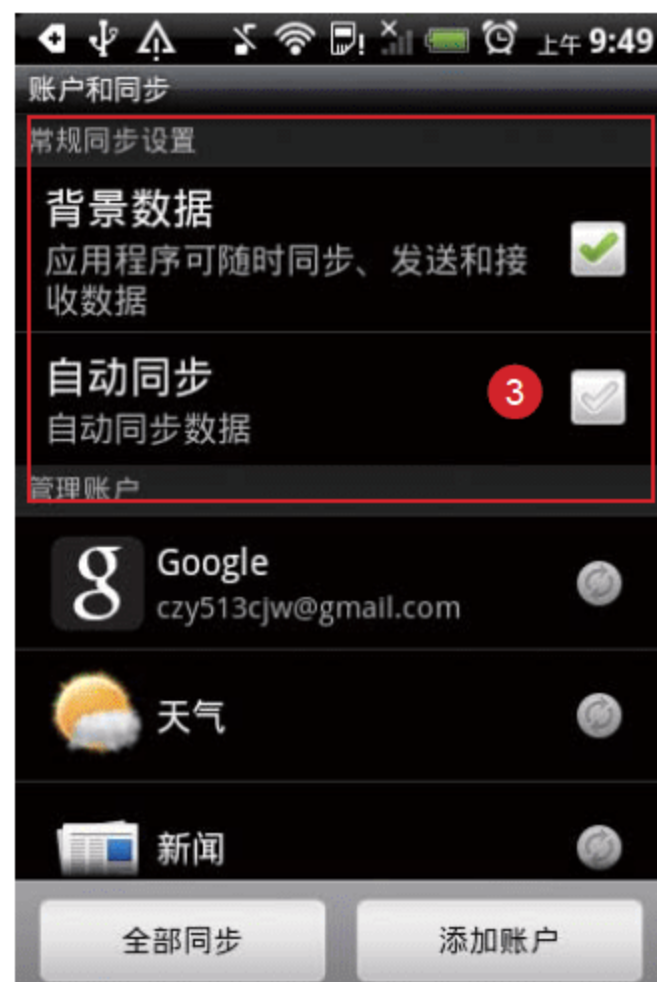 上午 9:49
账户和同步
常规同步设置
背景数据
应用程序可随时同步、发送和接
收数据
自动同步
3
自动同步数据
管理账户
Google
czy513cjw@gmail.com
天气
新闻
全部同步
添加账户